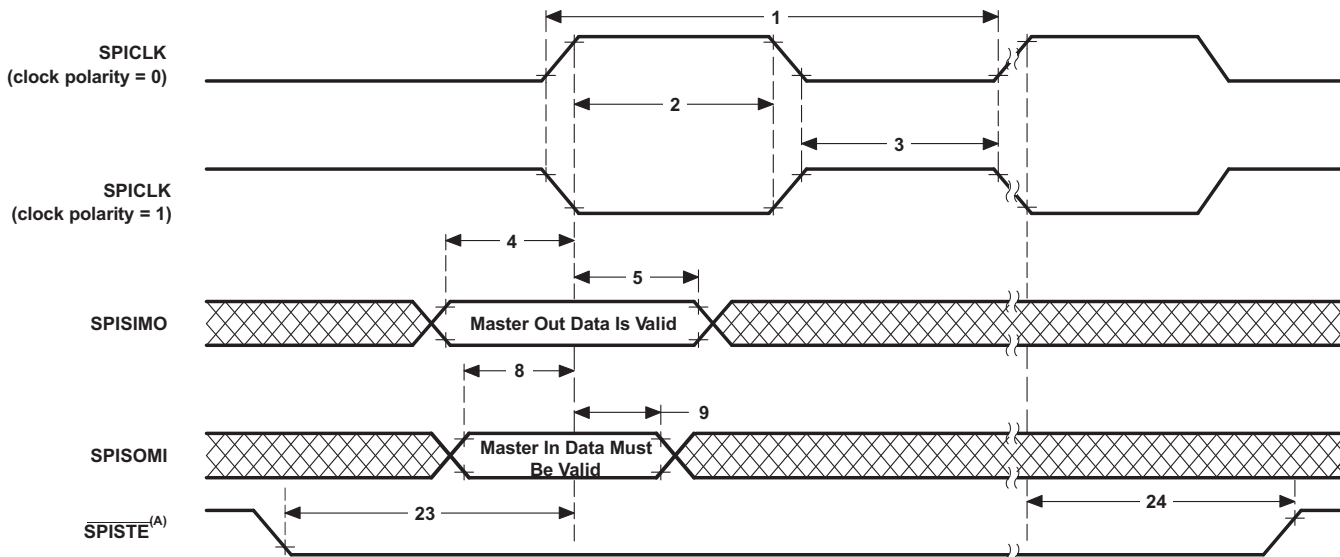 1
SPICLK
(clock polarity = 0)
2
3
SPICLK
(clock polarity = 1)
4
5
SPISIMO
Master Out Data Is Valid
8
9
SPISOMI
Master In Data Must
Be Valid
23
24
SPISTE(A)